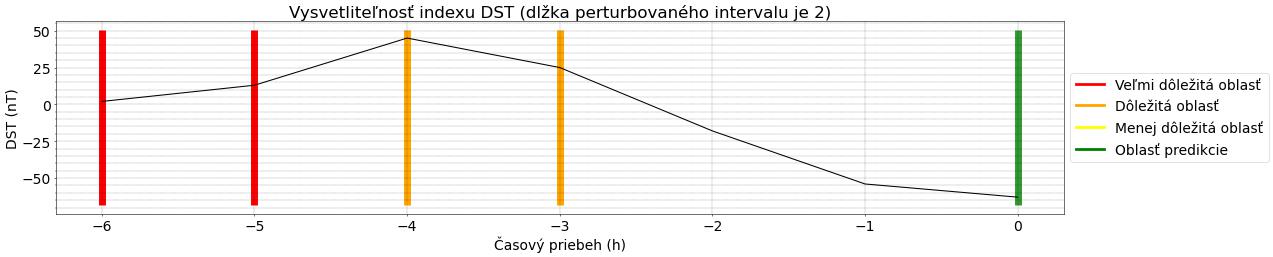 Vysvetliteľnosť indexu DST (dĺžka perturbovaného intervalu je 2)
50
25
0
−25
−50
DST (nT)
−6 −5 −4 −3 −2 −1 0
Časový priebeh (h)
Veľmi dôležitá oblasť
Dôležitá oblasť
Menej dôležitá oblasť
Oblasť predikcie